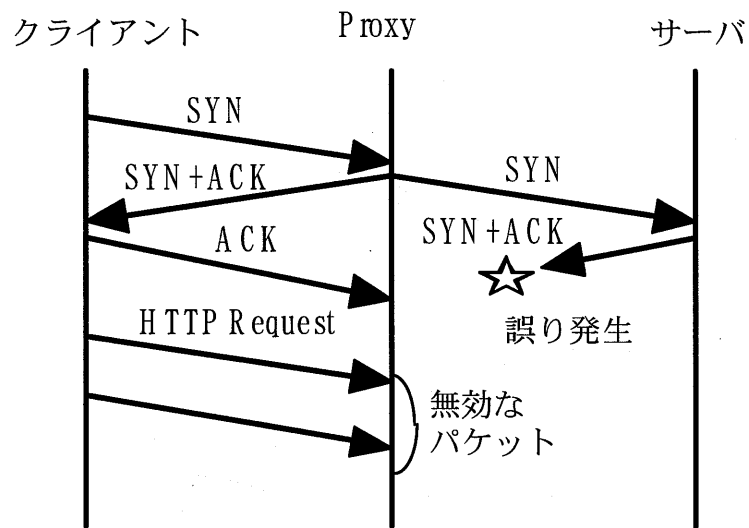 クライアント
Proxy
サーバ
SYN
SYN+ACK
SYN
ACK
SYN+ACK
誤り発生
HTTP Request
無効な
パケット